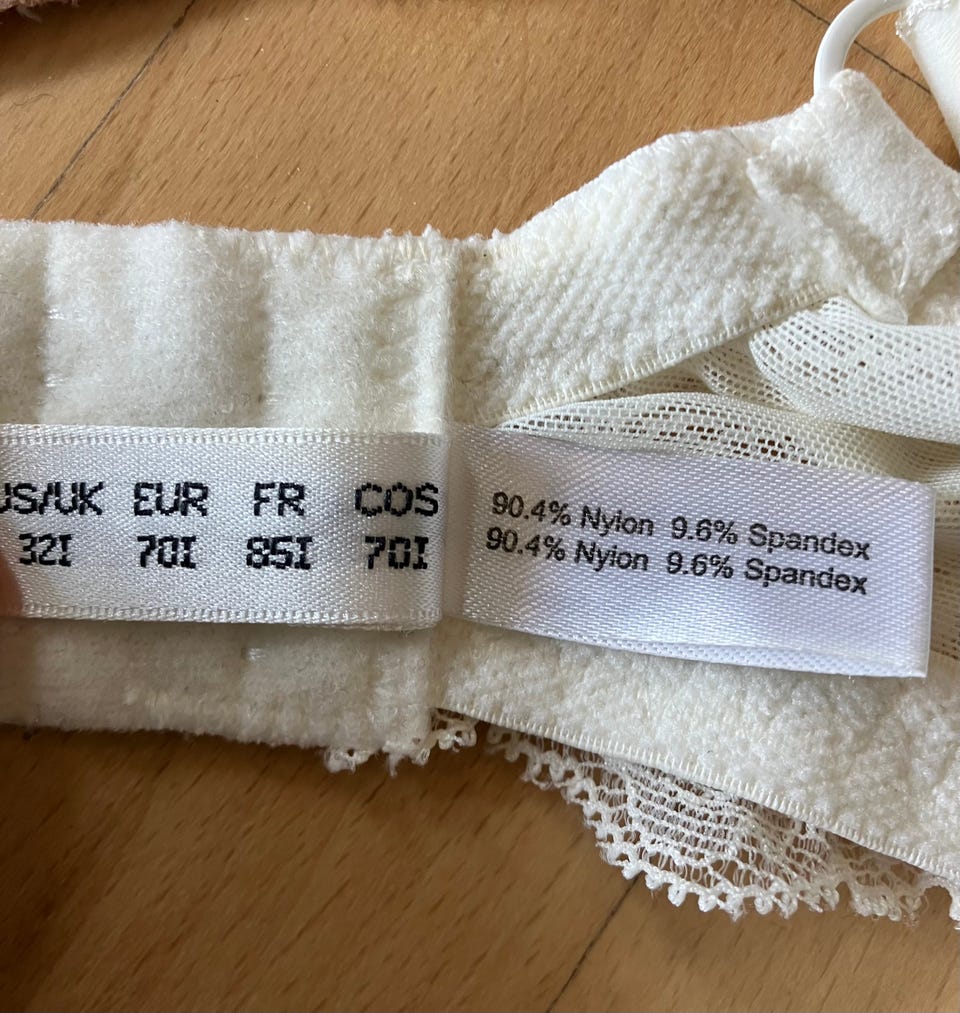 US/UK EUR FR COS
32I 70I 85I 70I
90.4% Nylon 9.6% Spandex
90.4% Nylon 9.6% Spandex